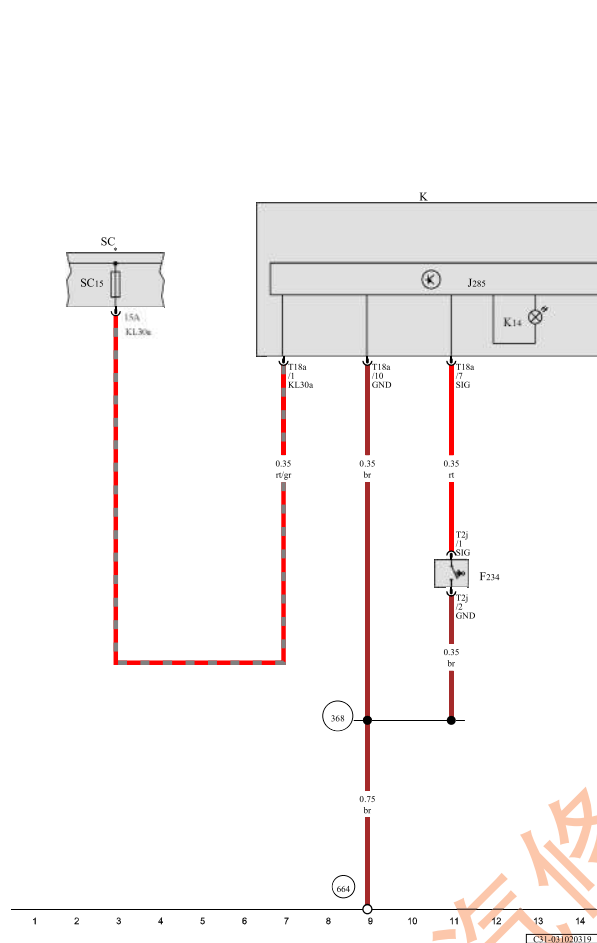 K
SC
SC15
J285
K14
15A
KL30a
T18a
/1
KL30a
T18a
/10
GND
T18a
/7
SIG
0.35
rt/gr
0.35
br
0.35
rt
T2j
/1
SIG
F234
T2j
/2
GND
0.35
br
368
0.75
br
664
汽修
1 2 3 4 5 6 7 8 9 10 11 12 13 14
C31-031020319